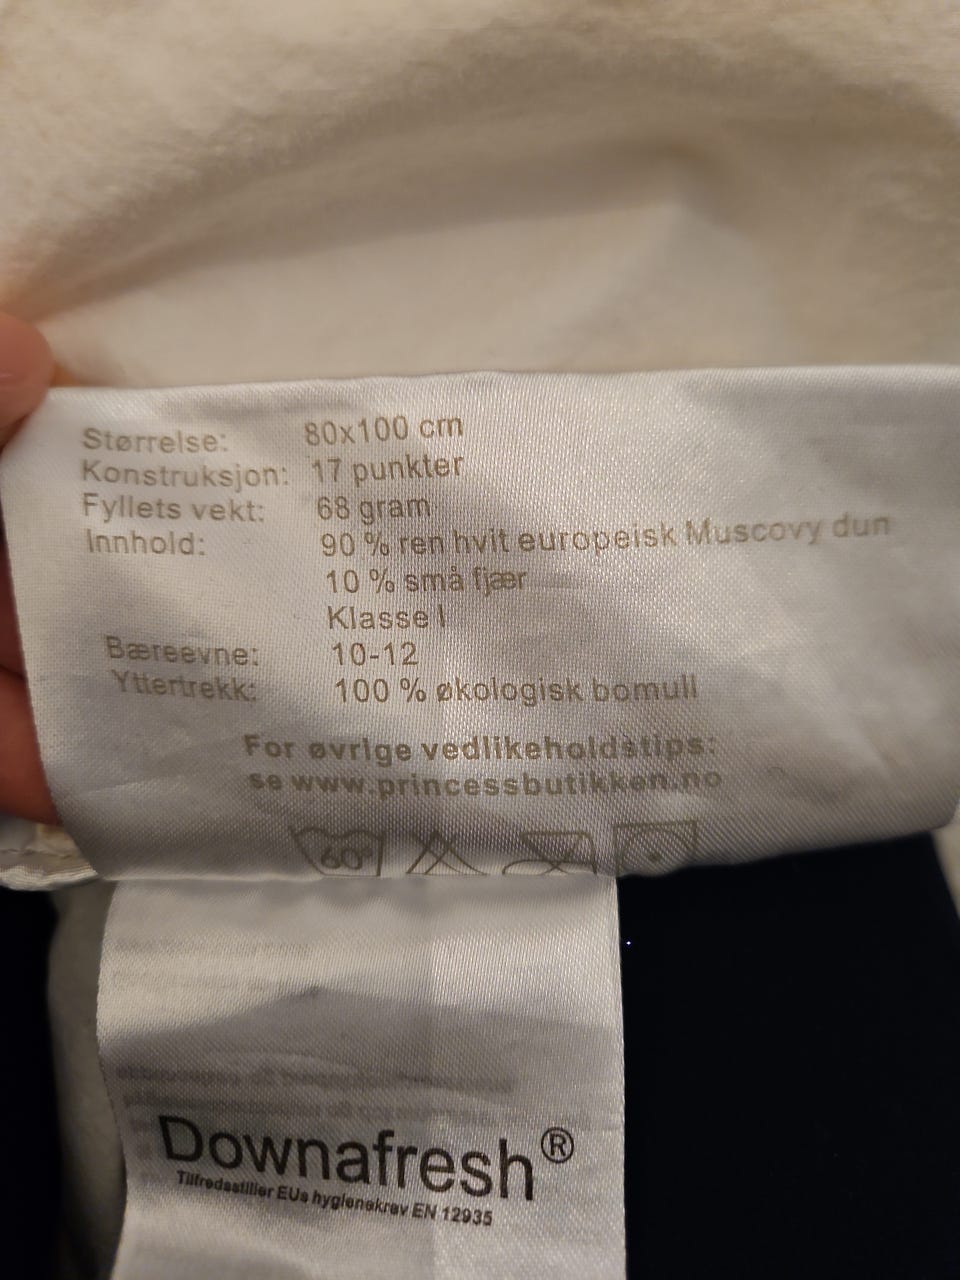 Størrelse: 80x100 cm
Konstruksjon: 17 punkter
Fyllets vekt: 68 gram
Innhold: 90 % ren hvit europeisk Muscovy dun
10 % små fjær
Klasse I
Bæreevne: 10-12
Yttertrekk: 100 % økologisk bomull
For øvrige vedlikeholdstips:
se www.princessbutikken.no
60°
Downafresh®
Tilfredsstiller EUs hygienekrav EN 12935